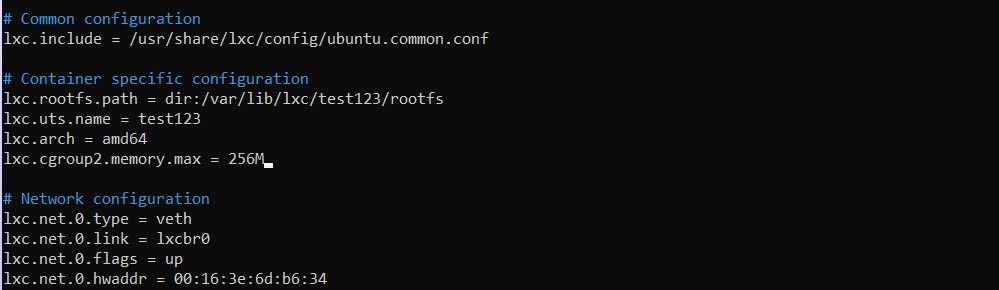 # Common configuration
lxc.include = /usr/share/lxc/config/ubuntu.common.conf
# Container specific configuration
lxc.rootfs.path = dir:/var/lib/lxc/test123/rootfs
lxc.uts.name = test123
lxc.arch = amd64
lxc.cgroup2.memory.max = 256M
# Network configuration
lxc.net.0.type = veth
lxc.net.0.link = lxcbr0
lxc.net.0.flags = up
lxc.net.0.hwaddr = 00:16:3e:6d:b6:34